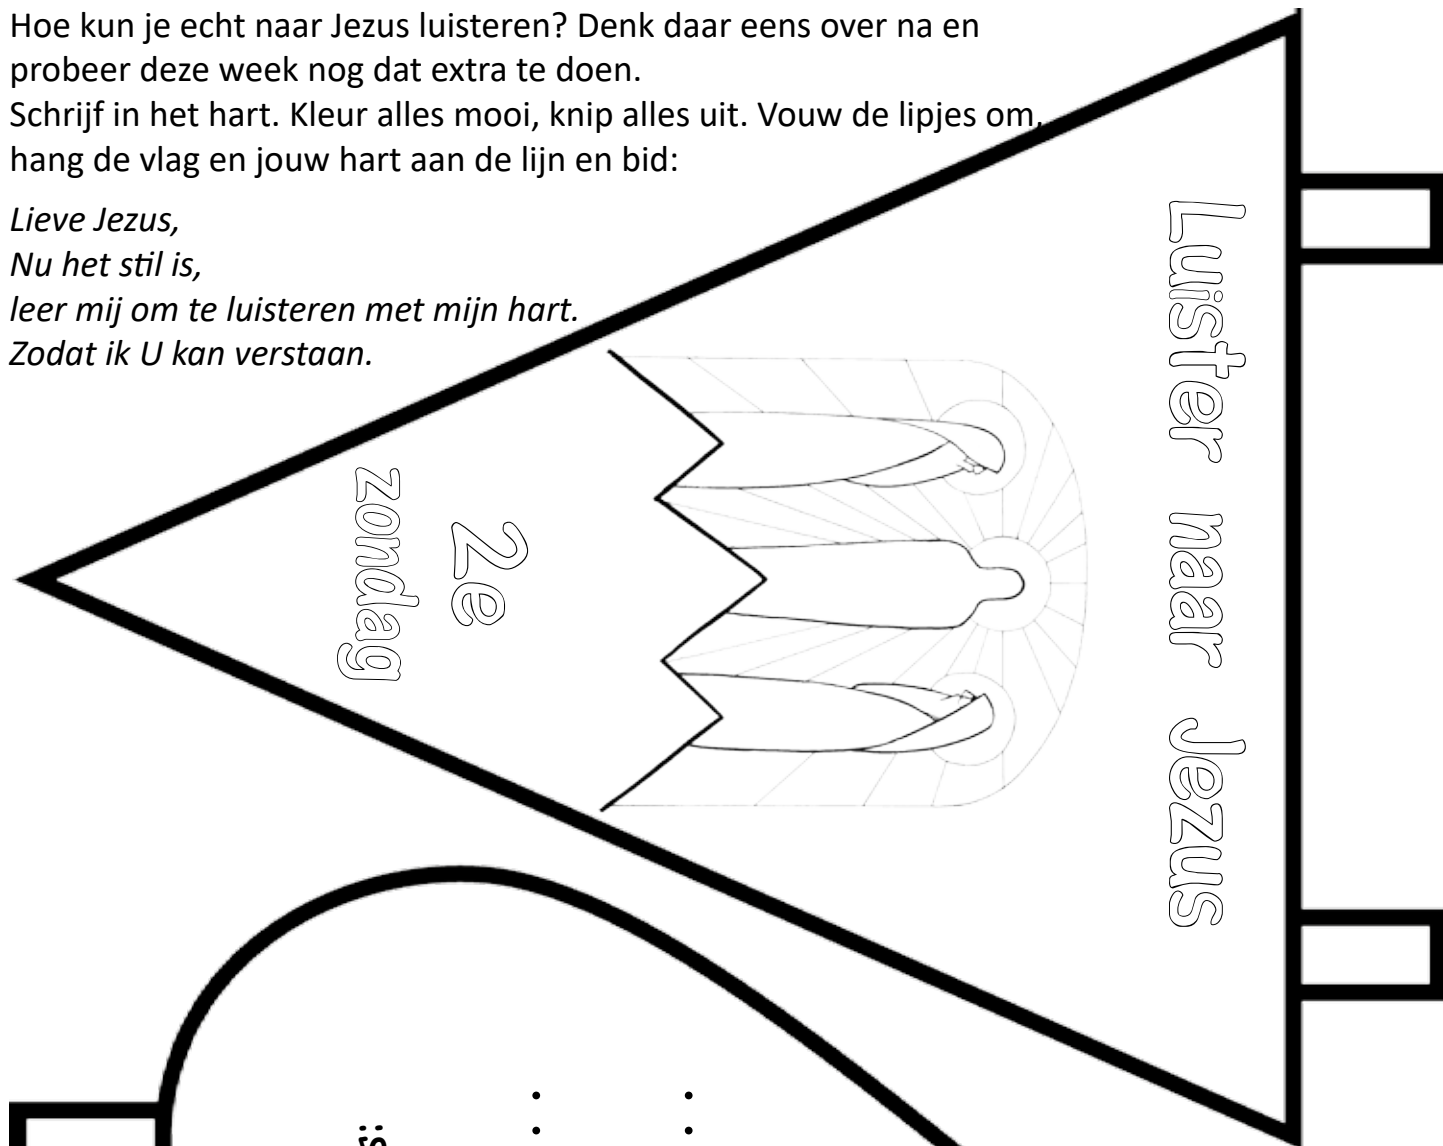 Hoe kun je echt naar Jezus luisteren? Denk daar eens over na en
probeer deze week nog dat extra te doen.
Schrijf in het hart. Kleur alles mooi, knip alles uit. Vouw de lipjes om,
hang de vlag en jouw hart aan de lijn en bid:
Lieve Jezus,
Nu het stil is,
leer mij om te luisteren met mijn hart.
Zodat ik U kan verstaan.
Luister naar Jezus
2e
zondag